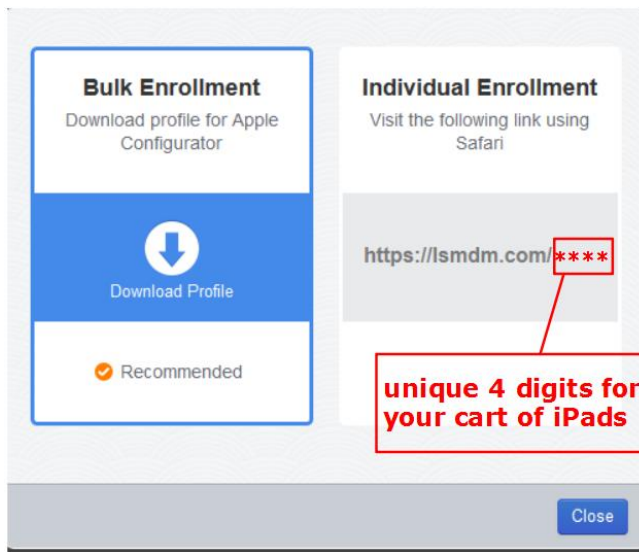 Bulk Enrollment
Download profile for Apple
Configurator
Download Profile
Recommended
Individual Enrollment
Visit the following link using
Safari
https://lsmdm.com/****
unique 4 digits for
your cart of iPads
Close